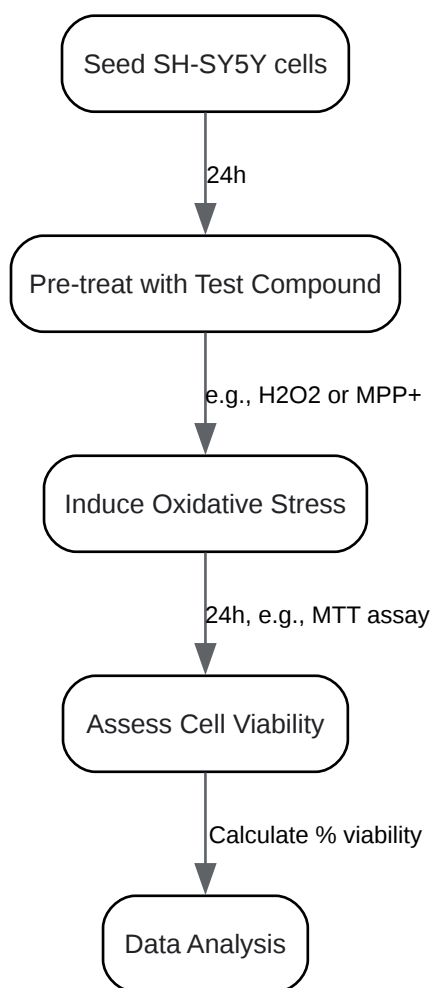 Seed SH-SY5Y cells
24h
Pre-treat with Test Compound
e.g., H2O2 or MPP+
Induce Oxidative Stress
24h, e.g., MTT assay
Assess Cell Viability
Calculate % viability
Data Analysis